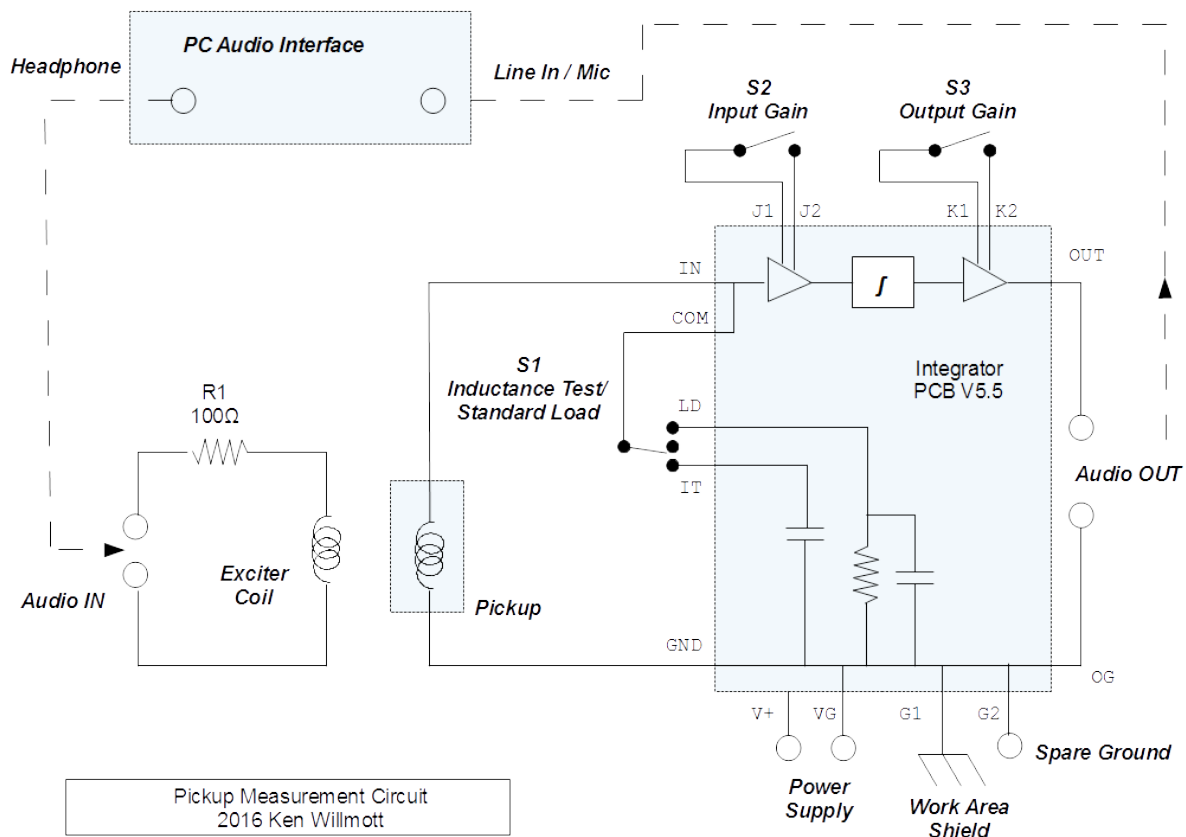 PC Audio Interface
Headphone
Line In / Mic
S2
Input Gain
S3
Output Gain
J1
J2
K1
K2
IN
OUT
COM
S1
Inductance Test/
Standard Load
Integrator
PCB V5.5
R1
100Ω
LD
IT
Audio OUT
∫
Exciter
Coil
Audio IN
Pickup
GND
OG
V+
VG
G1
G2
Spare Ground
Power
Supply
Work Area
Shield
Pickup Measurement Circuit
2016 Ken Willmott